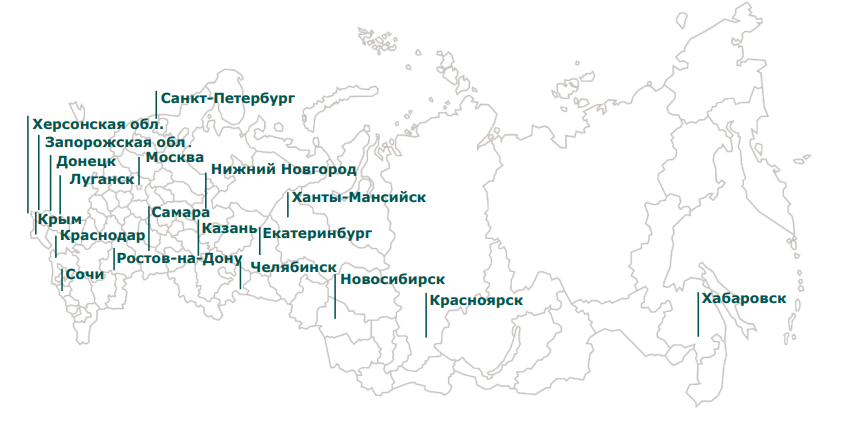 Санкт-Петербург
Херсонская обл.
Запорожская обл.
Москва
Донецк
Нижний Новгород
Луганск
Ханты-Мансийск
Самара
Крым
Казань
Екатеринбург
Краснодар
Ростов-на-Дону
Челябинск
Сочи
Новосибирск
Красноярск
Хабаровск